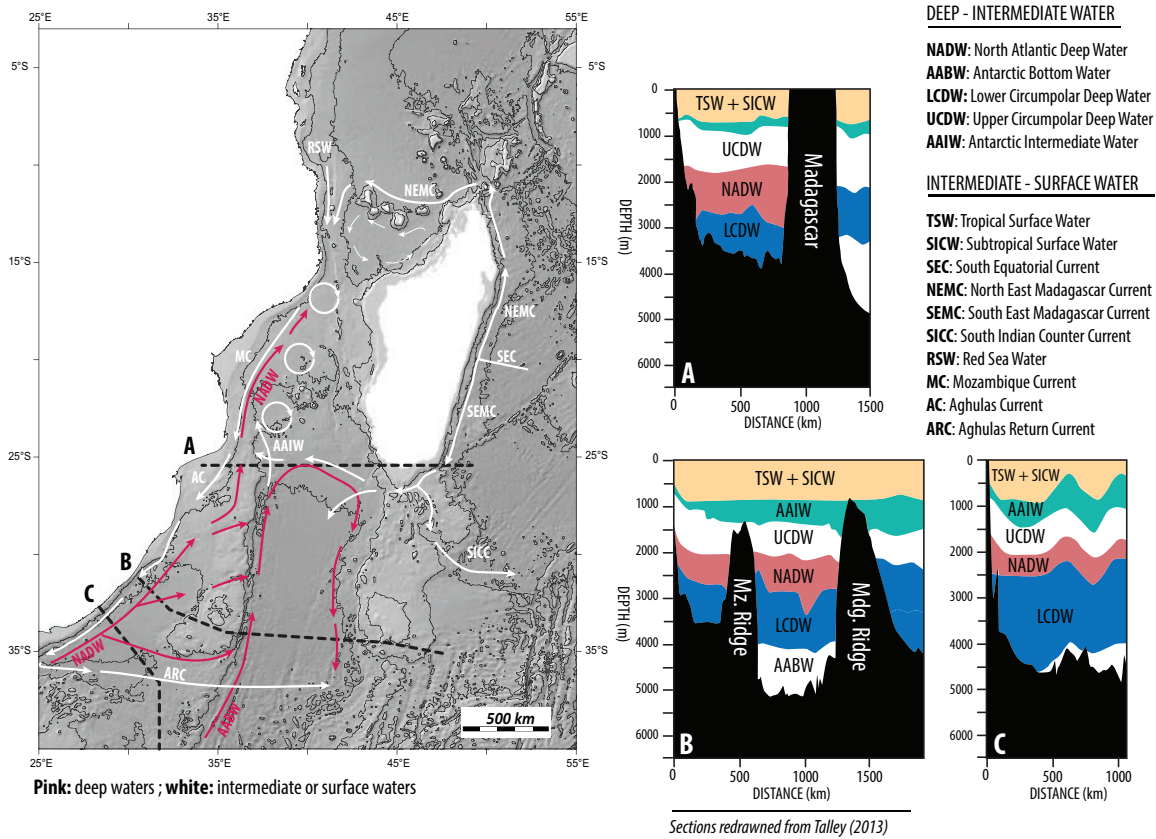 25°E 35°E 45°E 55°E
5°S 5°S
15°S 15°S
25°S 25°S
35°S 35°S
25°E 35°E 45°E 55°E
RSW
NEMC
NEMC
MC
NADW
SEC
SEMC
AAIW
A
AC
B
C
SICC
NADW
ARC
AADW
500 km
Pink: deep waters ; white: intermediate or surface waters
0
1000
2000
3000
4000
5000
6000
DEPTH (m)
TSW + SICW
UCDW
NADW
LCDW
Madagascar
A
0 500 1000 1500
DISTANCE (km)
0
1000
2000
3000
4000
5000
6000
DEPTH (m)
TSW + SICW
AAIW
UCDW
NADW
LCDW
AABW
Mz. Ridge
Mdg. Ridge
B
0 500 1000 1500
DISTANCE (km)
0
1000
2000
3000
4000
5000
6000
TSW + SICW
AAIW
UCDW
NADW
LCDW
C
0 500 1000
DISTANCE (km)
Sections redrawned from Talley (2013)
DEEP - INTERMEDIATE WATER
NADW: North Atlantic Deep Water
AABW: Antarctic Bottom Water
LCDW: Lower Circumpolar Deep Water
UCDW: Upper Circumpolar Deep Water
AAIW: Antarctic Intermediate Water
INTERMEDIATE - SURFACE WATER
TSW: Tropical Surface Water
SICW: Subtropical Surface Water
SEC: South Equatorial Current
NEMC: North East Madagascar Current
SEMC: South East Madagascar Current
SICC: South Indian Counter Current
RSW: Red Sea Water
MC: Mozambique Current
AC: Aghulas Current
ARC: Aghulas Return Current